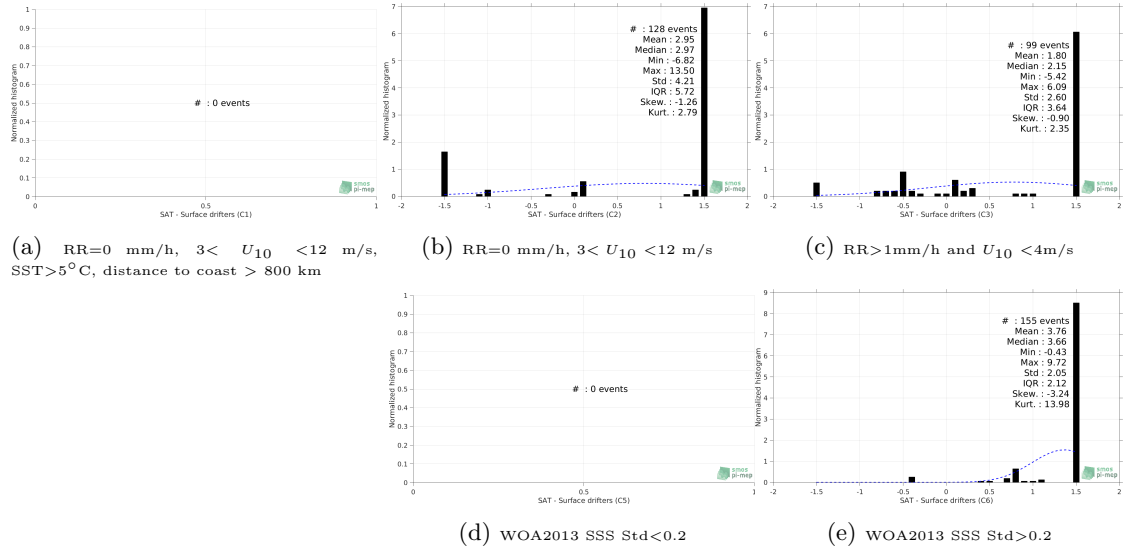 1
0.9
0.8
0.7
0.6
0.5
0.4
0.3
0.2
0.1
0
Normalized histogram
# : 0 events
smos
pi-mep
0 0.5 1
SAT - Surface drifters (C1)
(a) RR=0 mm/h, 3< U10 <12 m/s,
SST>5°C, distance to coast > 800 km
7
6
5
4
3
2
1
0
Normalized histogram
# : 128 events
Mean : 2.95
Median : 2.97
Min : -6.82
Max : 13.50
Std : 4.21
IQR : 5.72
Skew. : -1.26
Kurt. : 2.79
smos
pi-mep
-2 -1.5 -1 -0.5 0 0.5 1 1.5 2
SAT - Surface drifters (C2)
(b) RR=0 mm/h, 3< U10 <12 m/s
7
6
5
4
3
2
1
0
Normalized histogram
# : 99 events
Mean : 1.80
Median : 2.15
Min : -5.42
Max : 6.09
Std : 2.60
IQR : 3.64
Skew. : -0.90
Kurt. : 2.35
smos
pi-mep
-2 -1.5 -1 -0.5 0 0.5 1 1.5 2
SAT - Surface drifters (C3)
(c) RR>1mm/h and U10 <4m/s
1
0.9
0.8
0.7
0.6
0.5
0.4
0.3
0.2
0.1
0
Normalized histogram
# : 0 events
smos
pi-mep
0 0.5 1
SAT - Surface drifters (C5)
(d) WOA2013 SSS Std<0.2
9
8
7
6
5
4
3
2
1
0
Normalized histogram
# : 155 events
Mean : 3.76
Median : 3.66
Min : -0.43
Max : 9.72
Std : 2.05
IQR : 2.12
Skew. : -3.24
Kurt. : 13.98
smos
pi-mep
-2 -1.5 -1 -0.5 0 0.5 1 1.5 2
SAT - Surface drifters (C6)
(e) WOA2013 SSS Std>0.2